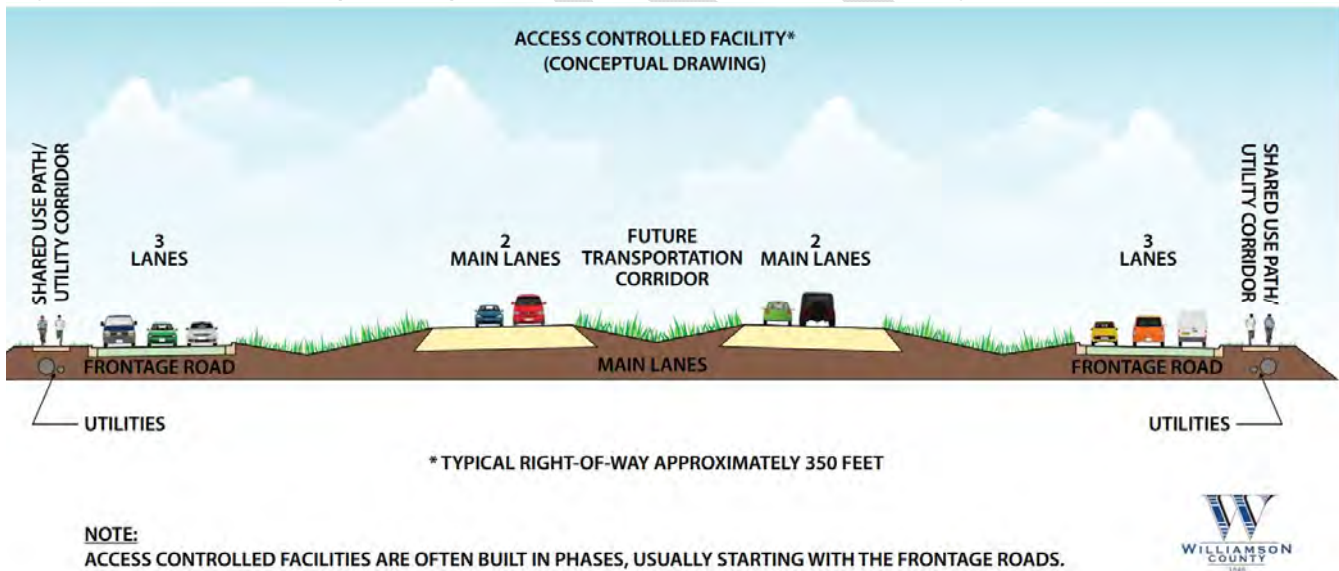 ACCESS CONTROLLED FACILITY*
(CONCEPTUAL DRAWING)
SHARED USE PATH/
UTILITY CORRIDOR
3
LANES
2
MAIN LANES
FUTURE
TRANSPORTATION
CORRIDOR
2
MAIN LANES
3
LANES
SHARED USE PATH/
UTILITY CORRIDOR
FRONTAGE ROAD
MAIN LANES
FRONTAGE ROAD
UTILITIES
UTILITIES
* TYPICAL RIGHT-OF-WAY APPROXIMATELY 350 FEET
NOTE:
ACCESS CONTROLLED FACILITIES ARE OFTEN BUILT IN PHASES, USUALLY STARTING WITH THE FRONTAGE ROADS.
W
WILLIAMSON
COUNTY